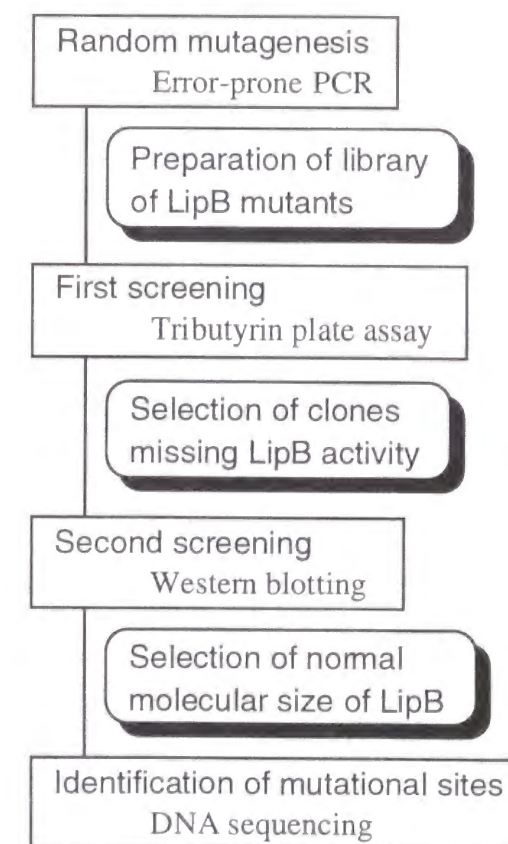 Random mutagenesis
Error-prone PCR
Preparation of library
of LipB mutants
First screening
Tributyrin plate assay
Selection of clones
missing LipB activity
Second screening
Western blotting
Selection of normal
molecular size of LipB
Identification of mutational sites
DNA sequencing